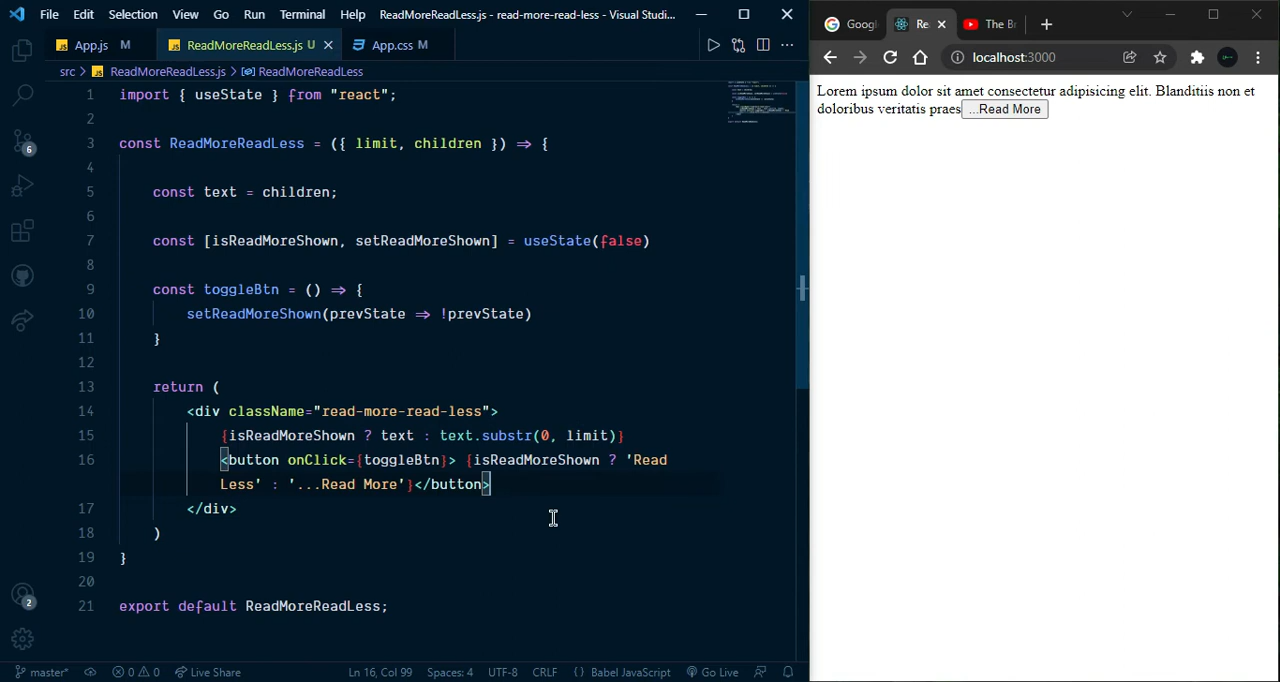 File Edit Selection View Go Run Terminal Help ReadMoreReadLess.js - read-more-read-less - Visual Studi...
App.js M ReadMoreReadLess.js U App.css M
src > ReadMoreReadLess.js > ReadMoreReadLess
1 import { useState } from "react";
2
3 const ReadMoreReadLess = ({ limit, children }) => {
4
5 const text = children;
6
7 const [isReadMoreShown, setReadMoreShown] = useState(false)
8
9 const toggleBtn = () => {
10 setReadMoreShown(prevState => !prevState)
11 }
12
13 return (
14 <div className="read-more-read-less">
15 {isReadMoreShown ? text : text.substr(0, limit)}
16 <button onClick={toggleBtn}> {isReadMoreShown ? 'Read
Less' : '...Read More'}</button>
17 </div>
18 )
19 }
20
21 export default ReadMoreReadLess;
6
2
master* 0 0 Live Share Ln 16, Col 99 Spaces: 4 UTF-8 CRLF {} Babel JavaScript Go Live
Googl Re The Br
localhost:3000
Lorem ipsum dolor sit amet consectetur adipisicing elit. Blanditiis non et
doloribus veritatis praes ...Read More